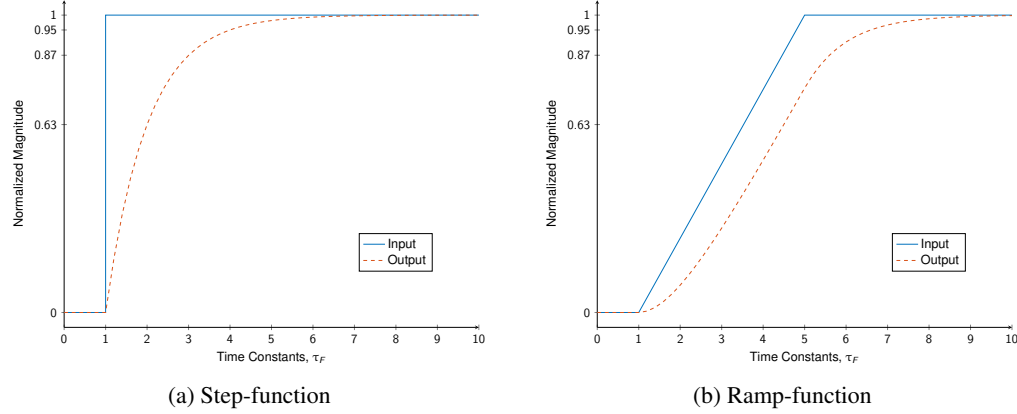 1
0.95
0.87
0.63
0
Normalized Magnitude
0 1 2 3 4 5 6 7 8 9 10
Time Constants, τF
Input
Output
(a) Step-function
1
0.95
0.87
0.63
0
Normalized Magnitude
0 1 2 3 4 5 6 7 8 9 10
Time Constants, τF
Input
Output
(b) Ramp-function